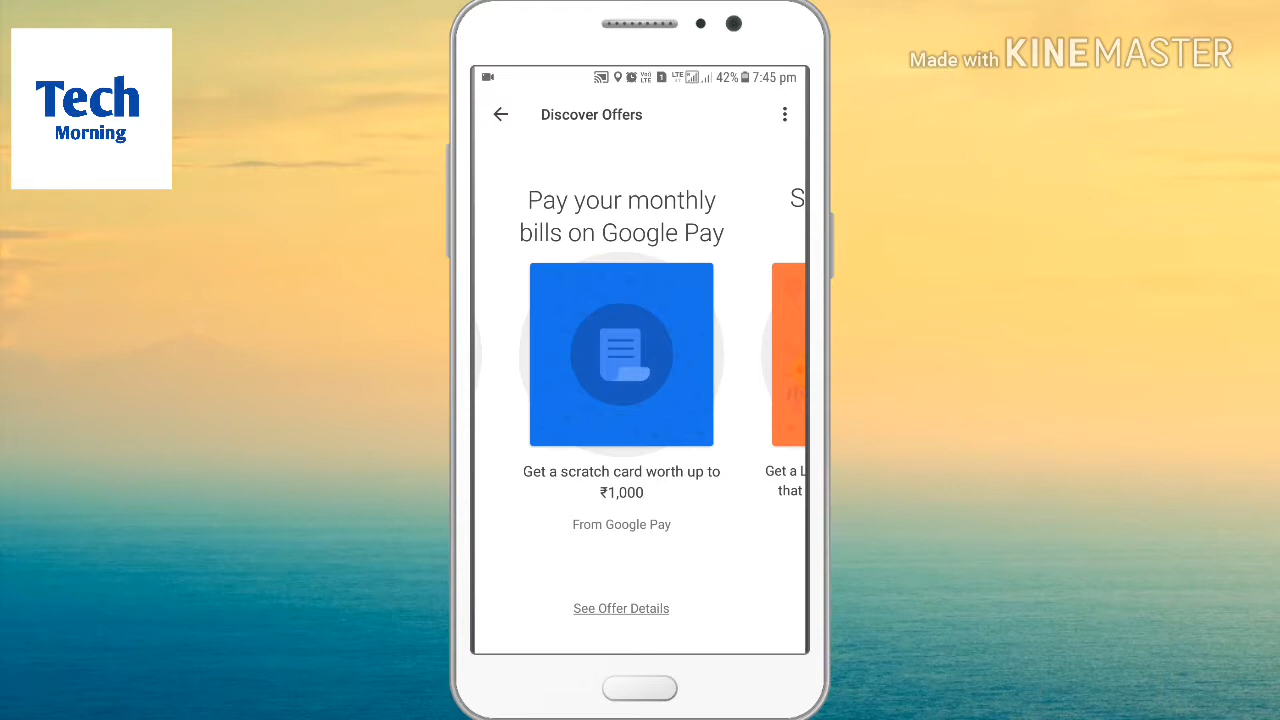 Tech
Morning
Made with KINEMASTER
42% 7:45 pm
Discover Offers
Pay your monthly
bills on Google Pay
S
Get a scratch card worth up to
₹1,000
From Google Pay
See Offer Details
Get a L
that